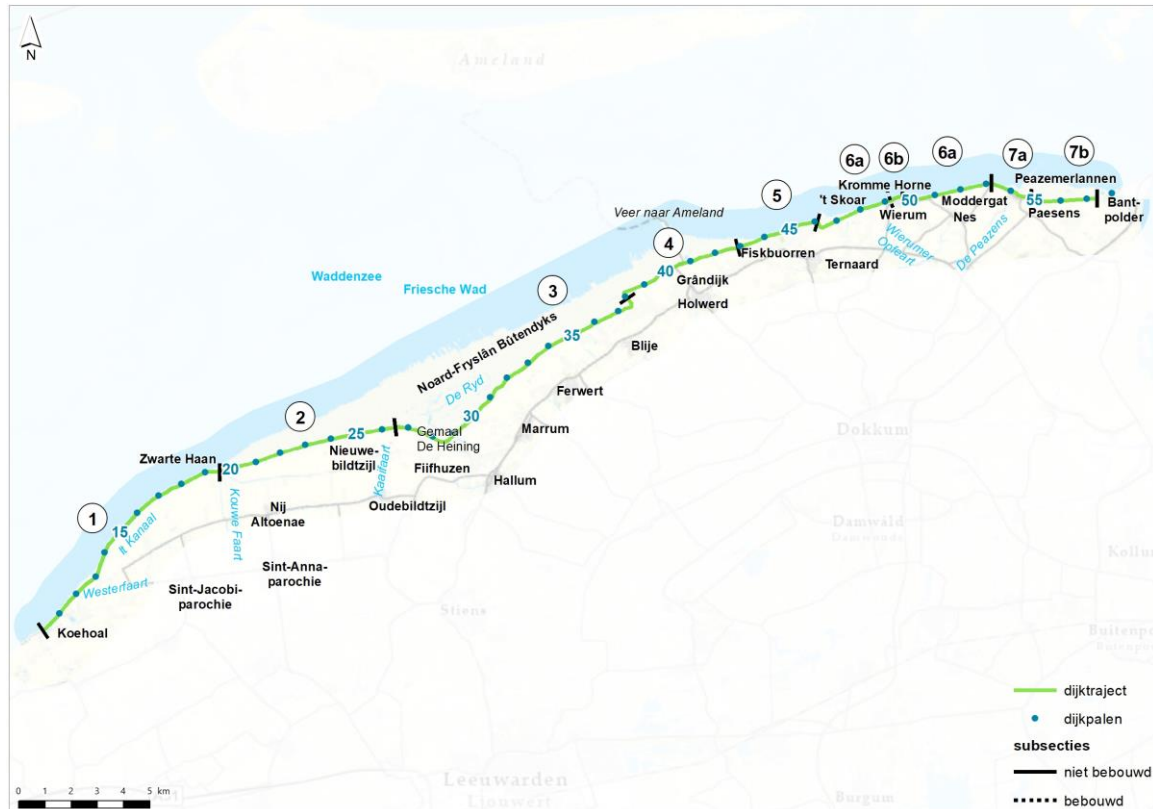 N
Ameland
6a
6b
6a
7a
7b
Kromme Horne
Peazemerlannen
5
't Skoar
50
55
Bant-
polder
Wierum
Moddergat
Nes
Paesens
Veer naar Ameland
45
Wierumer
Opfeart
De Peazens
4
Fiskbuorren
Ternaard
40
Grândijk
Holwerd
Waddenzee
Friesche Wad
3
35
Noard-Fryslân Bûtendyks
Blije
De Ryd
Ferwert
30
Marrum
Dokkum
2
25
Gemaal
De Heining
Nieuwe-
bildtzijl
Fiifhuzen
Kaaifaart
Hallum
Zwarte Haan
20
Oudebildtzijl
Nij
Altoenae
Kouwe Faart
1
15
It Kanaal
Damwâld
Damwoude
Kollum
Sint-Anna-
parochie
Westerfaart
Sint-Jacobi-
parochie
Stiens
Koehoal
Leeuwarden
Ljouwert
Burgum
dijktraject
dijkpalen
subsecties
niet bebouwd
bebouwd
0 1 2 3 4 5 km